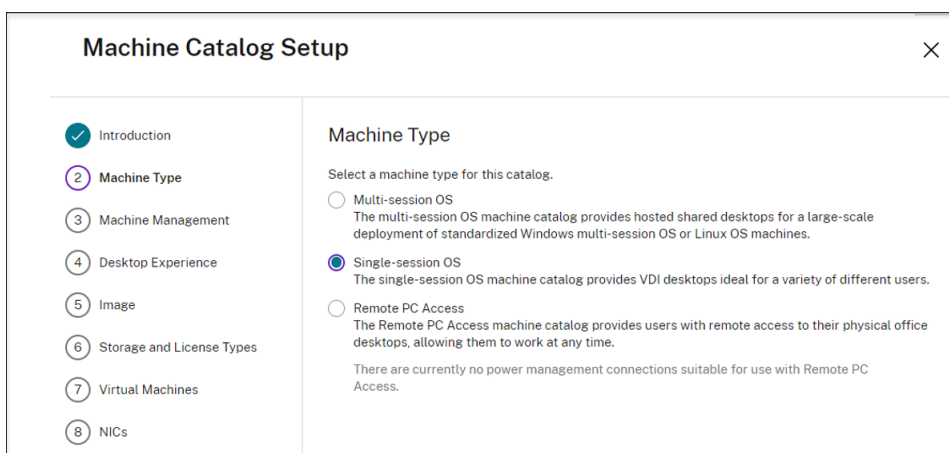 Machine Catalog Setup
Introduction
2 Machine Type
3 Machine Management
4 Desktop Experience
5 Image
6 Storage and License Types
7 Virtual Machines
8 NICs
Machine Type
Select a machine type for this catalog.
Multi-session OS
The multi-session OS machine catalog provides hosted shared desktops for a large-scale
deployment of standardized Windows multi-session OS or Linux OS machines.
Single-session OS
The single-session OS machine catalog provides VDI desktops ideal for a variety of different users.
Remote PC Access
The Remote PC Access machine catalog provides users with remote access to their physical office
desktops, allowing them to work at any time.
There are currently no power management connections suitable for use with Remote PC
Access.